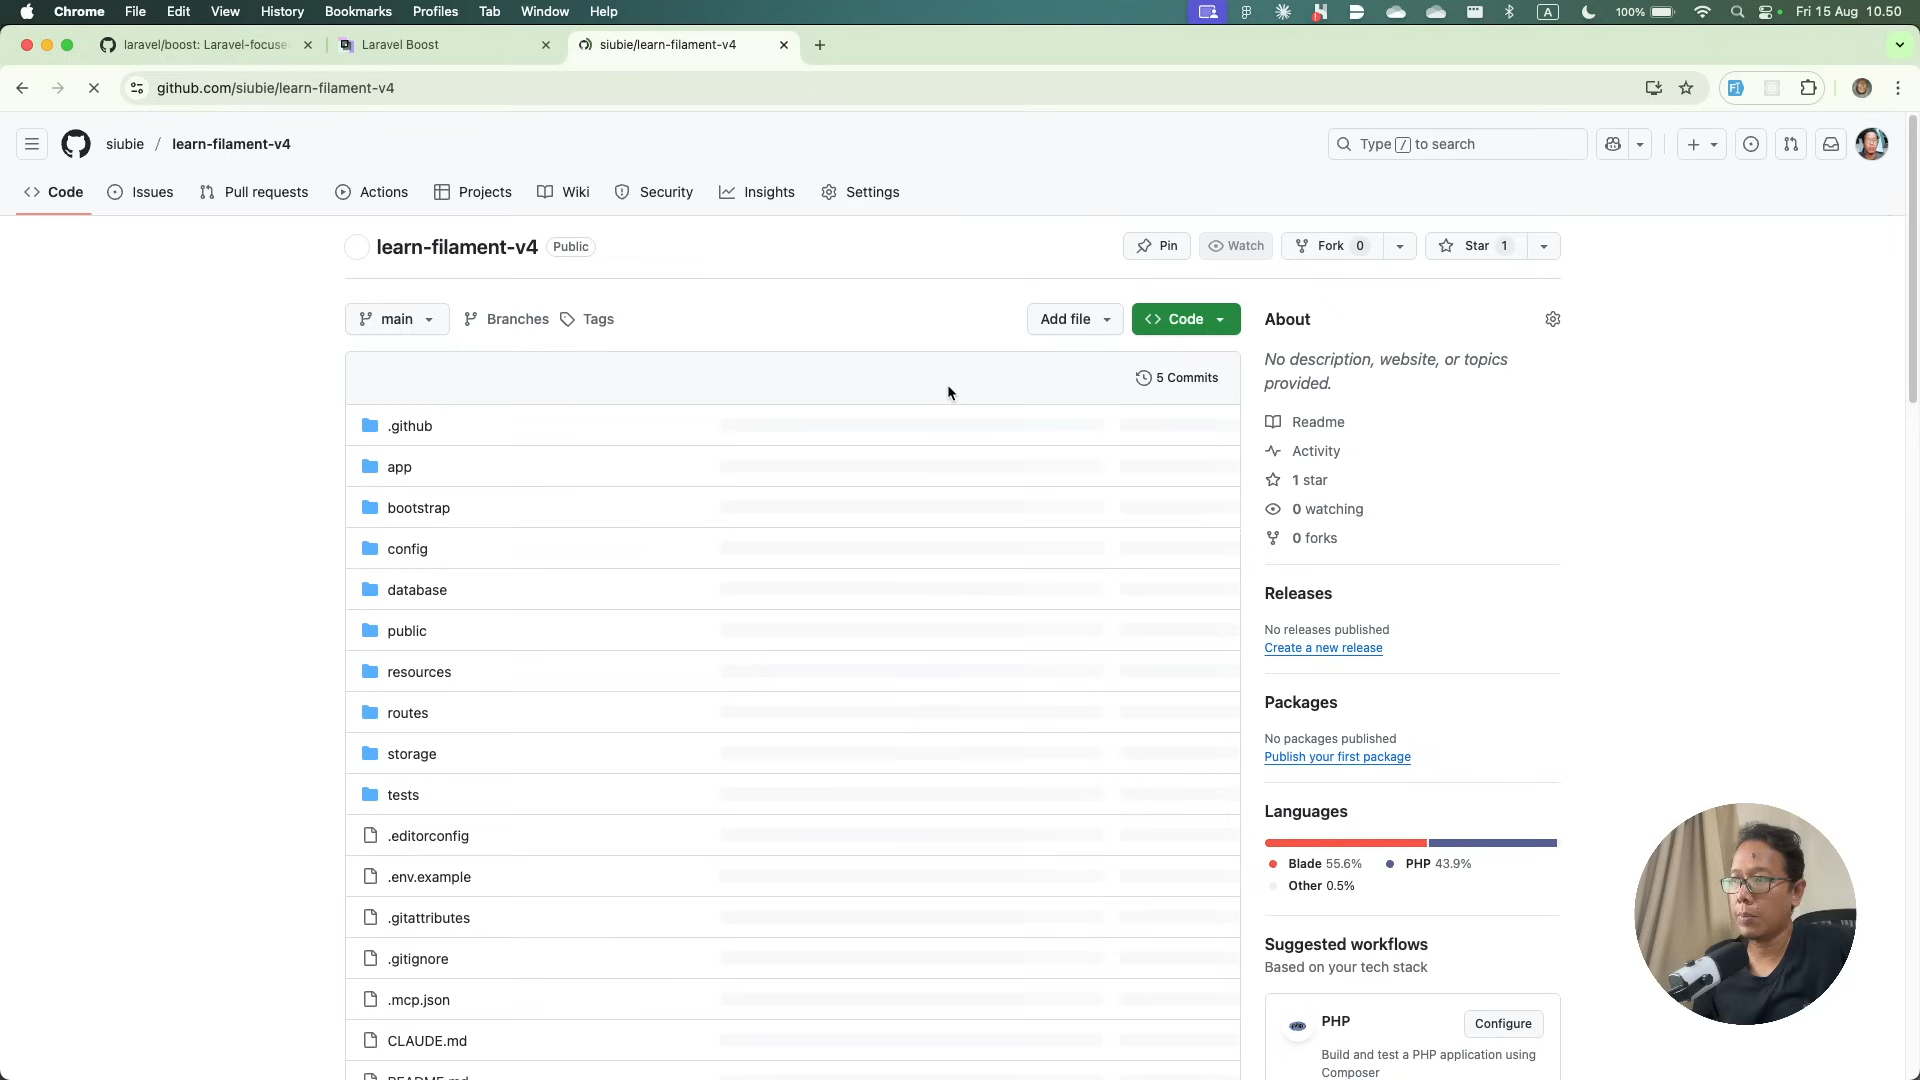 Chrome File Edit View History Bookmarks Profiles Tab Window Help 100% Fri 15 Aug 10.50
laravel/boost: Laravel-focuse Laravel Boost siubie/learn-filament-v4
github.com/siubie/learn-filament-v4
siubie / learn-filament-v4 Type / to search
Code Issues Pull requests Actions Projects Wiki Security Insights Settings
learn-filament-v4 Public Pin Watch Fork 0 Star 1
main Branches Tags Add file Code
5 Commits
.github
app
bootstrap
config
database
public
resources
routes
storage
tests
.editorconfig
.env.example
.gitattributes
.gitignore
.mcp.json
CLAUDE.md
README.md
About
No description, website, or topics
provided.
Readme
Activity
1 star
0 watching
0 forks
Releases
No releases published
Create a new release
Packages
No packages published
Publish your first package
Languages
Blade 55.6% PHP 43.9%
Other 0.5%
Suggested workflows
Based on your tech stack
PHP Configure
Build and test a PHP application using
Composer